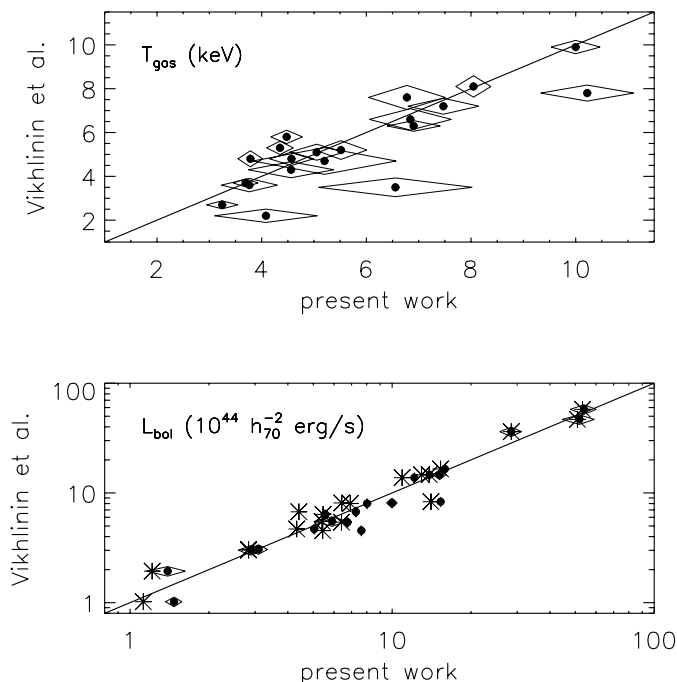 T_gas (keV)
Vikhlinin et al.
10
8
6
4
2
2 4 6 8 10
present work
L_bol (10^44 h_70^-2 erg/s)
Vikhlinin et al.
100
10
1
1 10 100
present work